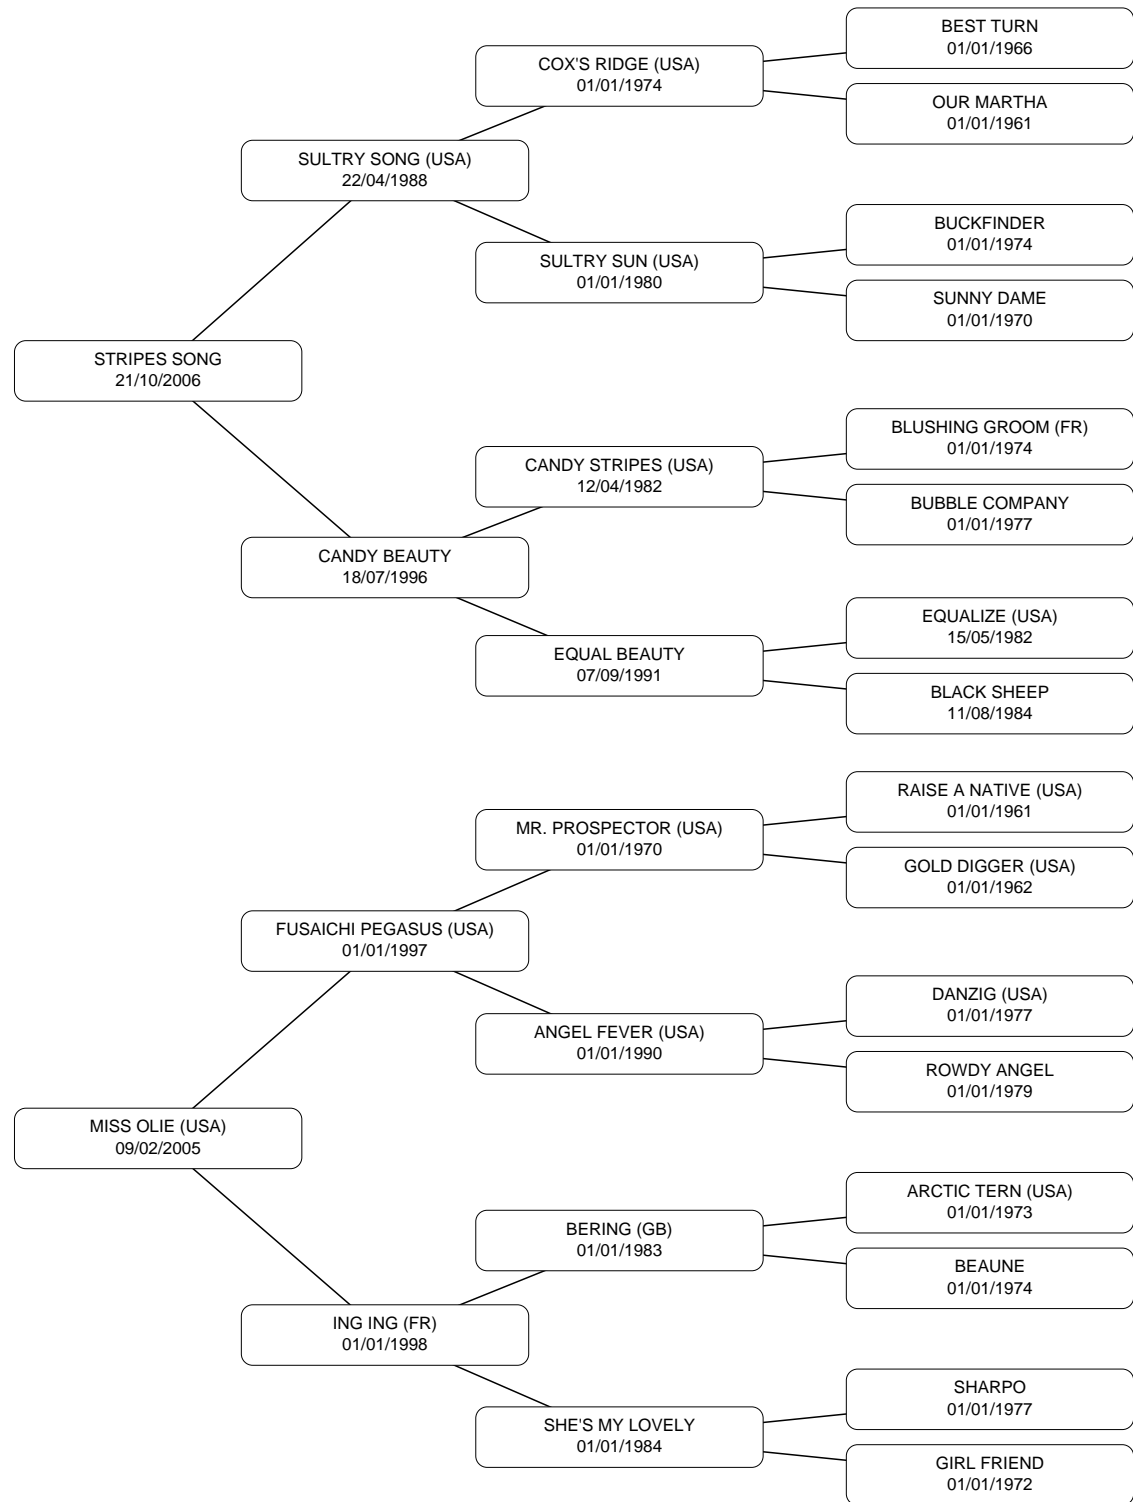 BEST TURN
01/01/1966
COX'S RIDGE (USA)
01/01/1974
OUR MARTHA
01/01/1961
SULTRY SONG (USA)
22/04/1988
BUCKFINDER
01/01/1974
SULTRY SUN (USA)
01/01/1980
SUNNY DAME
01/01/1970
STRIPES SONG
21/10/2006
BLUSHING GROOM (FR)
01/01/1974
CANDY STRIPES (USA)
12/04/1982
BUBBLE COMPANY
01/01/1977
CANDY BEAUTY
18/07/1996
EQUALIZE (USA)
15/05/1982
EQUAL BEAUTY
07/09/1991
BLACK SHEEP
11/08/1984
RAISE A NATIVE (USA)
01/01/1961
MR. PROSPECTOR (USA)
01/01/1970
GOLD DIGGER (USA)
01/01/1962
FUSAICHI PEGASUS (USA)
01/01/1997
DANZIG (USA)
01/01/1977
ANGEL FEVER (USA)
01/01/1990
ROWDY ANGEL
01/01/1979
MISS OLIE (USA)
09/02/2005
ARCTIC TERN (USA)
01/01/1973
BERING (GB)
01/01/1983
BEAUNE
01/01/1974
ING ING (FR)
01/01/1998
SHARPO
01/01/1977
SHE'S MY LOVELY
01/01/1984
GIRL FRIEND
01/01/1972